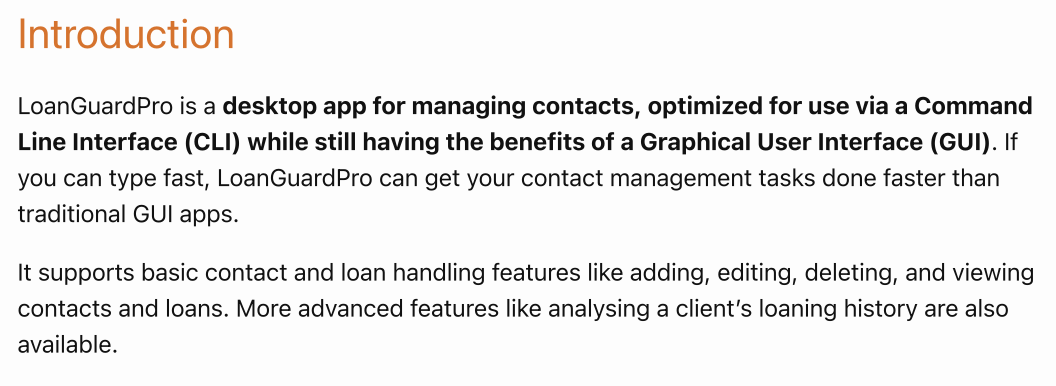 Introduction
LoanGuardPro is a desktop app for managing contacts, optimized for use via a Command
Line Interface (CLI) while still having the benefits of a Graphical User Interface (GUI). If
you can type fast, LoanGuardPro can get your contact management tasks done faster than
traditional GUI apps.
It supports basic contact and loan handling features like adding, editing, deleting, and viewing
contacts and loans. More advanced features like analysing a client’s loaning history are also
available.